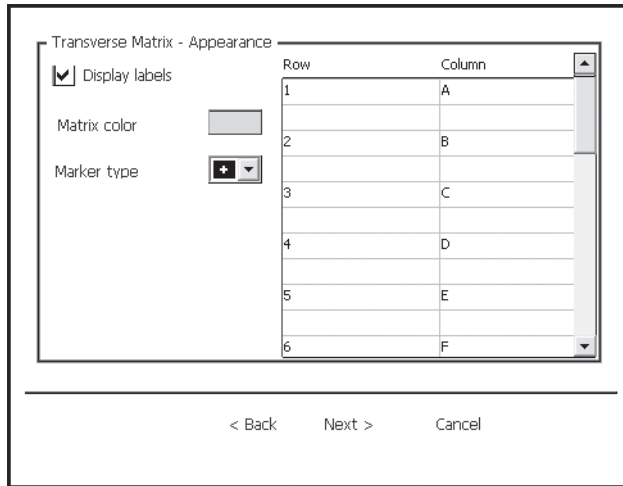 Transverse Matrix - Appearance
Display labels
Matrix color
Marker type
Row Column
1 A
2 B
3 C
4 D
5 E
6 F
< Back Next > Cancel